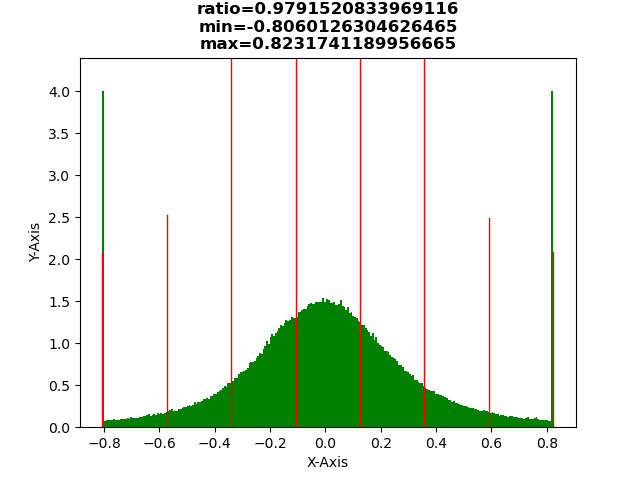 ratio=0.9791520833969116
min=-0.8060126304626465
max=0.8231741189956665
Y-Axis
4.0
3.5
3.0
2.5
2.0
1.5
1.0
0.5
0.0
−0.8 −0.6 −0.4 −0.2 0.0 0.2 0.4 0.6 0.8
X-Axis